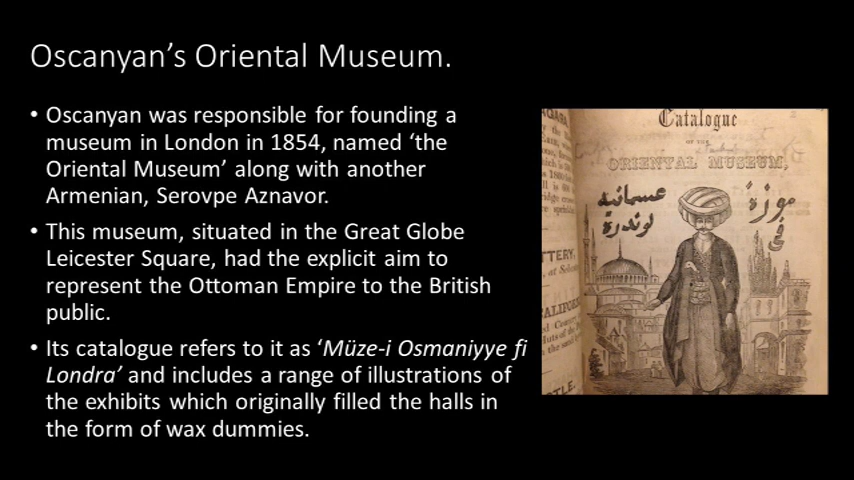 Oscanyan’s Oriental Museum.
• Oscanyan was responsible for founding a
museum in London in 1854, named ‘the
Oriental Museum’ along with another
Armenian, Serovpe Aznavor.
• This museum, situated in the Great Globe
Leicester Square, had the explicit aim to
represent the Ottoman Empire to the British
public.
• Its catalogue refers to it as ‘Müze-i Osmaniyye fi
Londra’ and includes a range of illustrations of
the exhibits which originally filled the halls in
the form of wax dummies.
Catalogue
OF THE
ORIENTAL MUSEUM,
موزهٔ
عسمانیه
فی
لوندره